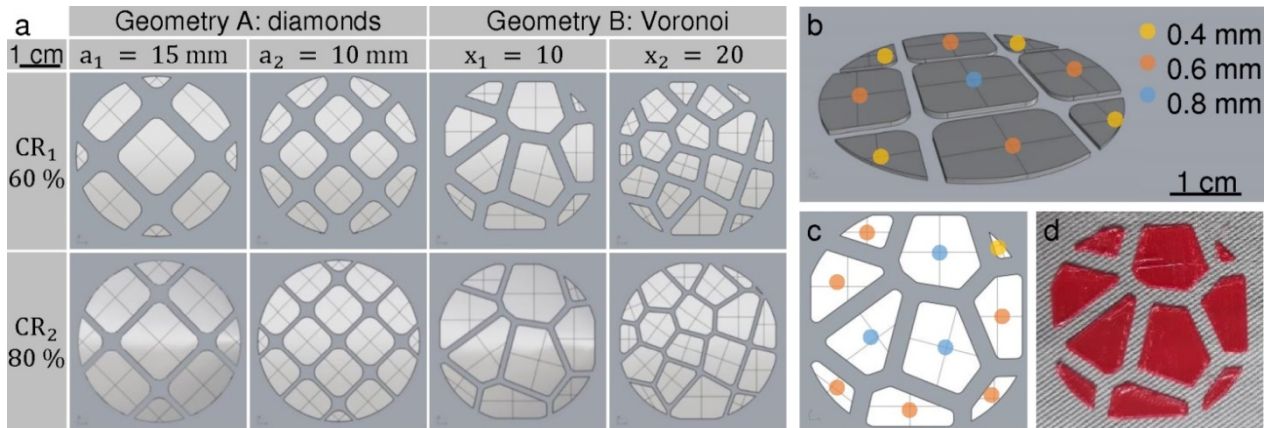 a
Geometry A: diamonds
Geometry B: Voronoi
1 cm
a₁ = 15 mm
a₂ = 10 mm
x₁ = 10
x₂ = 20
CR₁
60 %
CR₂
80 %
b
0.4 mm
0.6 mm
0.8 mm
1 cm
c
d